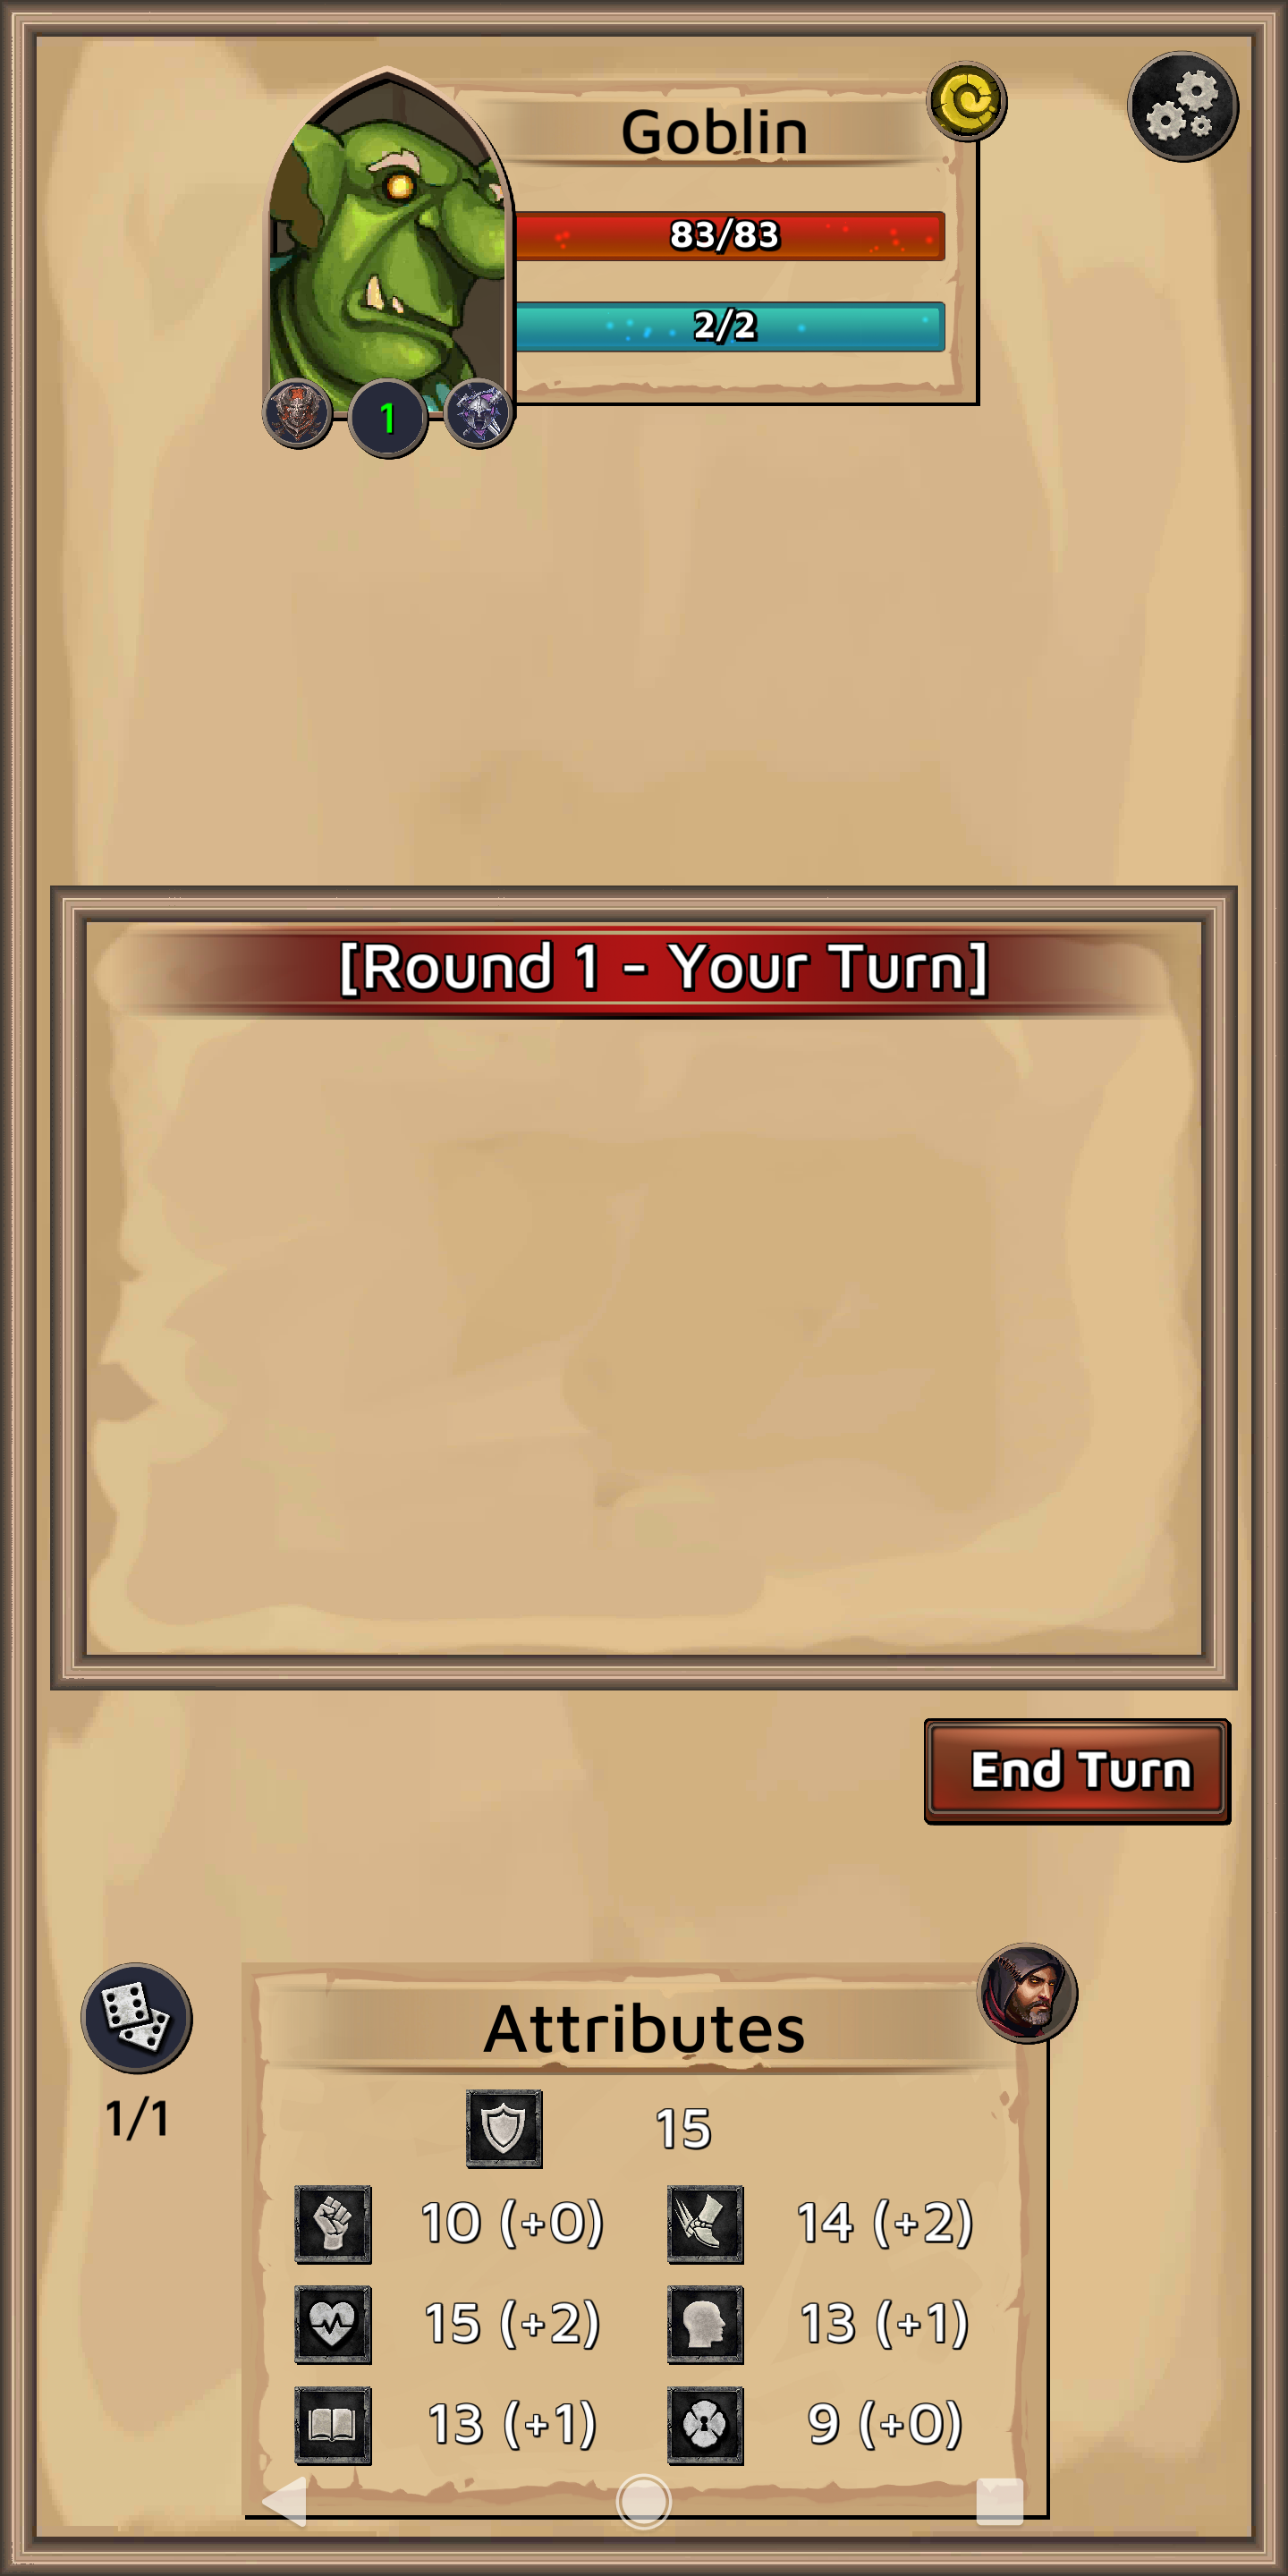 Goblin
83/83
2/2
1
[Round 1 - Your Turn]
End Turn
Attributes
1/1
15
10 (+0)
14 (+2)
15 (+2)
13 (+1)
13 (+1)
9 (+0)